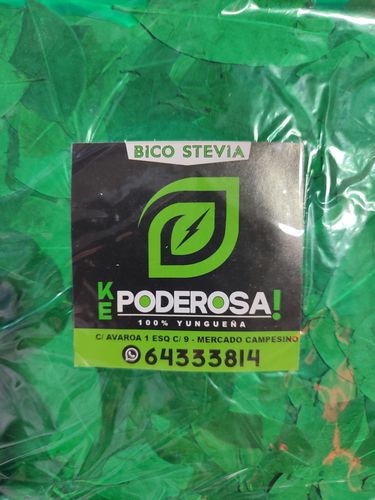 BiCO STEVIA
KE PODEROSA!
100% YUNGUEÑA
C/ AVAROA 1 ESQ C/ 9 - MERCADO CAMPESINO
64333814